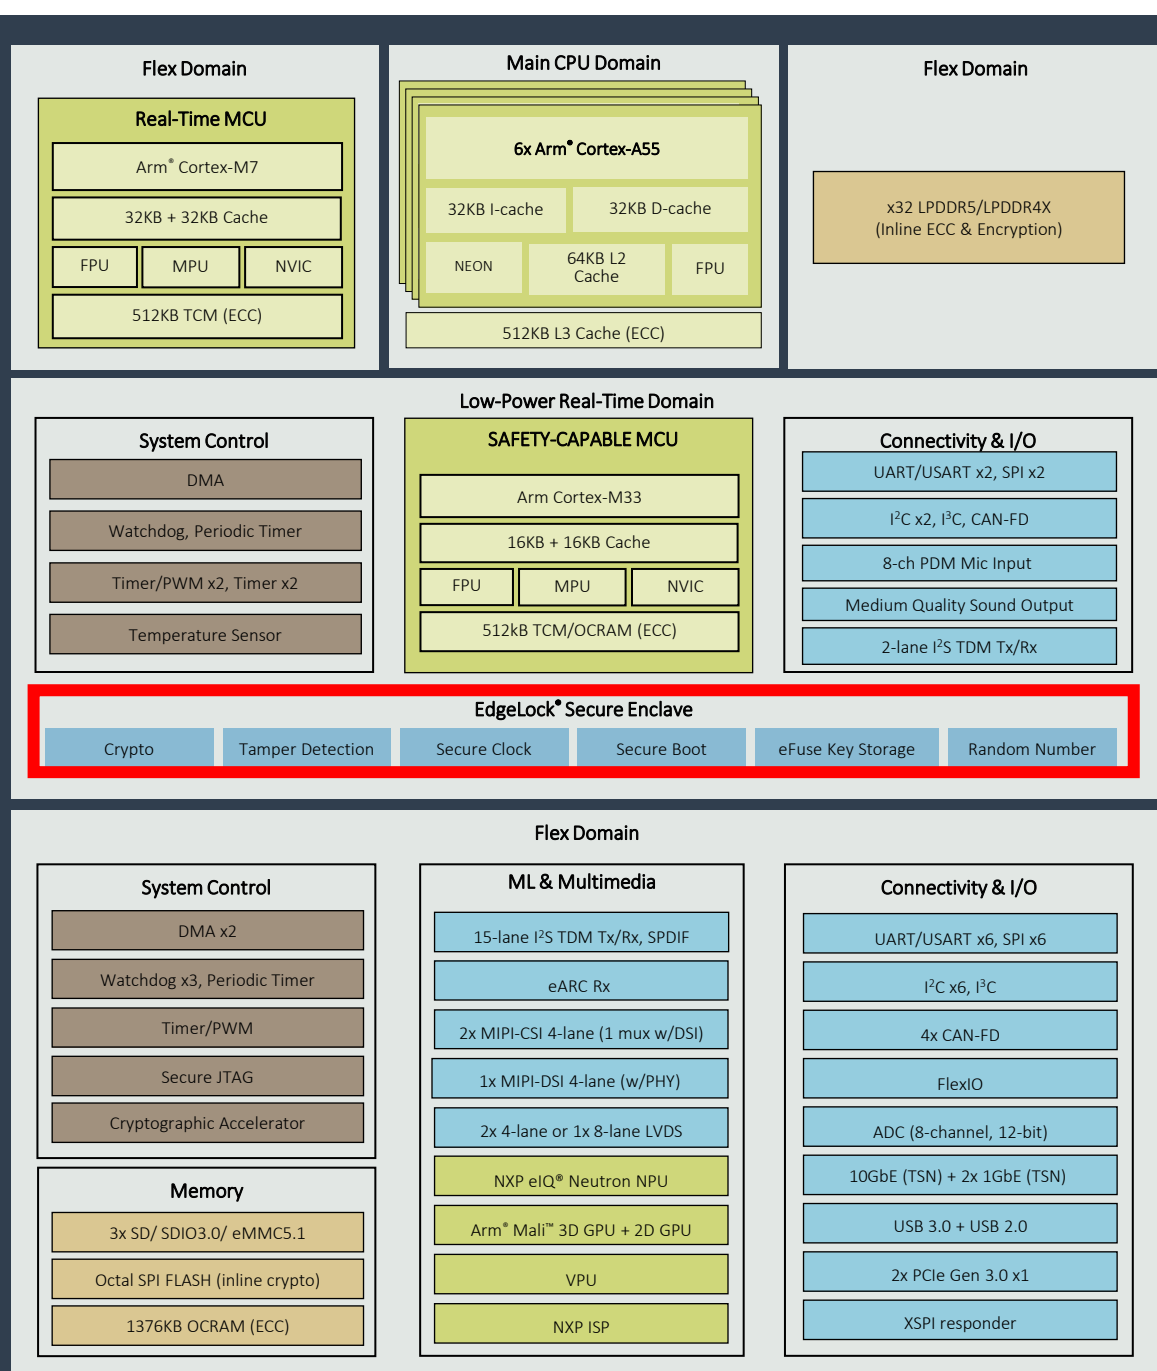 Flex Domain
Real-Time MCU
Arm® Cortex-M7
32KB + 32KB Cache
FPU
MPU
NVIC
512KB TCM (ECC)
Main CPU Domain
6x Arm® Cortex-A55
32KB I-cache
32KB D-cache
NEON
64KB L2
Cache
FPU
512KB L3 Cache (ECC)
Flex Domain
x32 LPDDR5/LPDDR4X
(Inline ECC & Encryption)
Low-Power Real-Time Domain
System Control
DMA
Watchdog, Periodic Timer
Timer/PWM x2, Timer x2
Temperature Sensor
SAFETY-CAPABLE MCU
Arm Cortex-M33
16KB + 16KB Cache
FPU
MPU
NVIC
512kB TCM/OCRAM (ECC)
Connectivity & I/O
UART/USART x2, SPI x2
I²C x2, I³C, CAN-FD
8-ch PDM Mic Input
Medium Quality Sound Output
2-lane I²S TDM Tx/Rx
EdgeLock® Secure Enclave
Crypto
Tamper Detection
Secure Clock
Secure Boot
eFuse Key Storage
Random Number
Flex Domain
System Control
DMA x2
Watchdog x3, Periodic Timer
Timer/PWM
Secure JTAG
Cryptographic Accelerator
Memory
3x SD/ SDIO3.0/ eMMC5.1
Octal SPI FLASH (inline crypto)
1376KB OCRAM (ECC)
ML & Multimedia
15-lane I²S TDM Tx/Rx, SPDIF
eARC Rx
2x MIPI-CSI 4-lane (1 mux w/DSI)
1x MIPI-DSI 4-lane (w/PHY)
2x 4-lane or 1x 8-lane LVDS
NXP eIQ® Neutron NPU
Arm® Mali™ 3D GPU + 2D GPU
VPU
NXP ISP
Connectivity & I/O
UART/USART x6, SPI x6
I²C x6, I³C
4x CAN-FD
FlexIO
ADC (8-channel, 12-bit)
10GbE (TSN) + 2x 1GbE (TSN)
USB 3.0 + USB 2.0
2x PCIe Gen 3.0 x1
XSPI responder